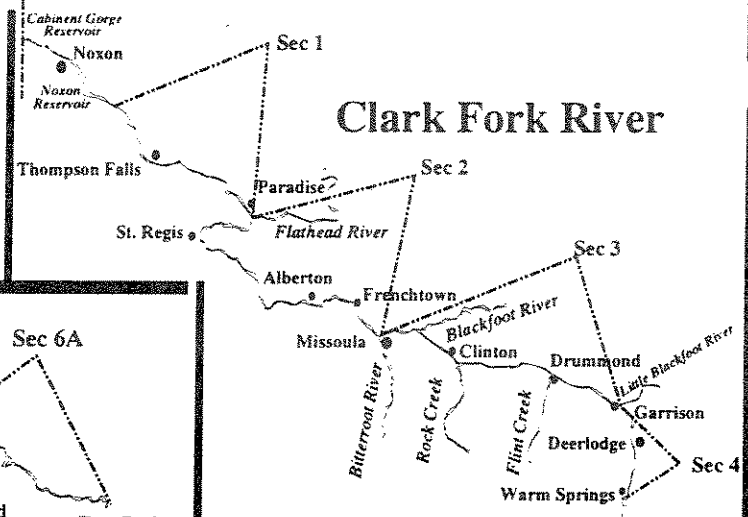 Cabinent Gorge
Reservoir
Noxon
Noxon
Reservoir
Sec 1
Clark Fork River
Thompson Falls
Paradise
Sec 2
St. Regis
Flathead River
Alberton
Frenchtown
Sec 3
Blackfoot River
Missoula
Clinton
Drummond
Little Blackfoot River
Bitterroot River
Rock Creek
Flint Creek
Garrison
Deerlodge
Sec 4
Warm Springs
Sec 6A